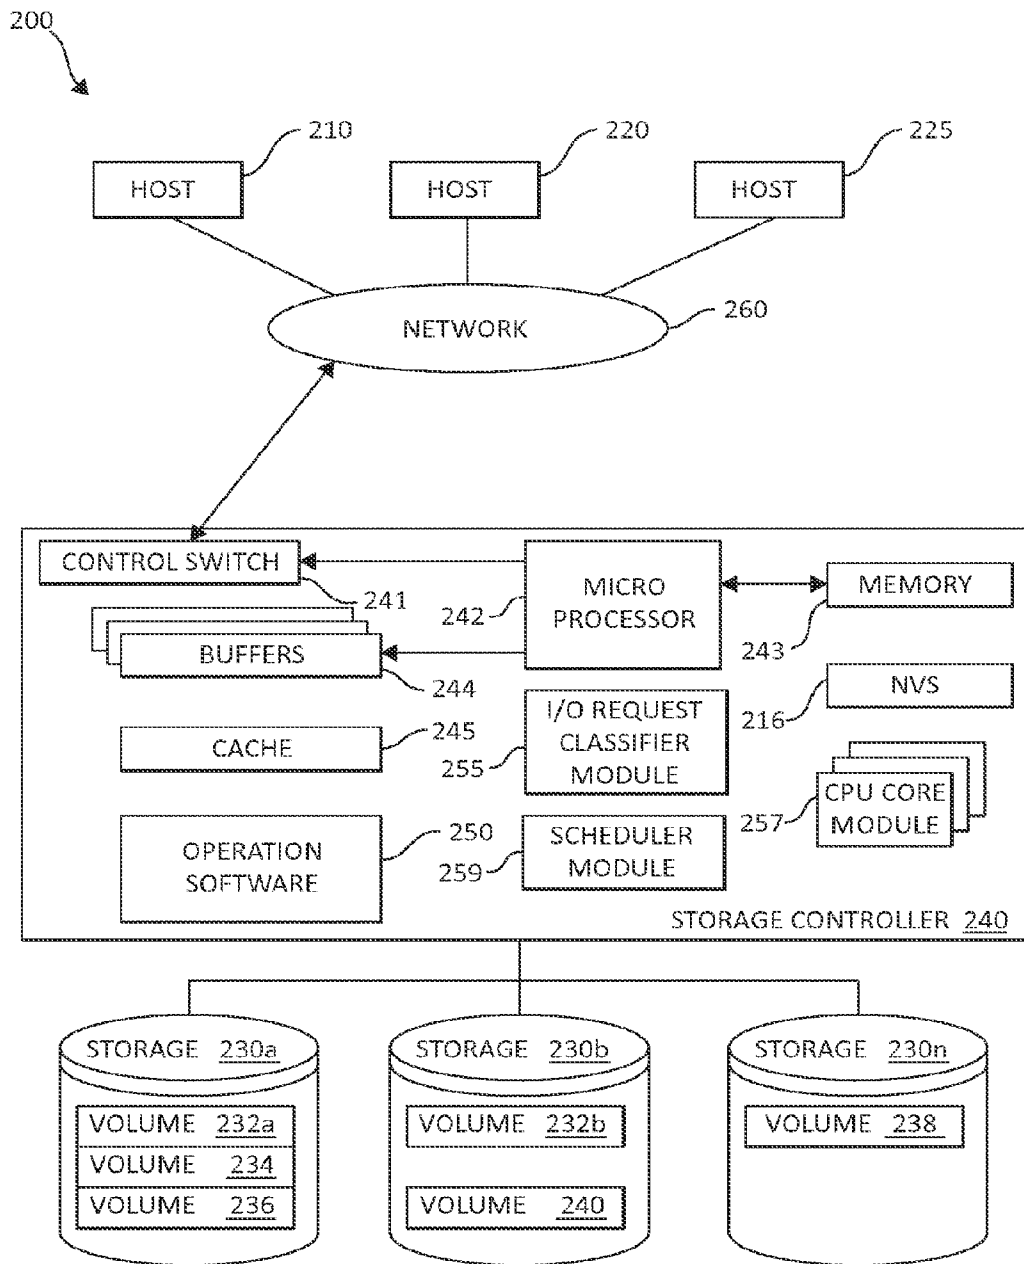 200
210
220
225
HOST
HOST
HOST
NETWORK
260
CONTROL SWITCH
241
MICRO
PROCESSOR
242
MEMORY
243
BUFFERS
244
NVS
216
CACHE
245
I/O REQUEST
CLASSIFIER
MODULE
255
CPU CORE
MODULE
257
OPERATION
SOFTWARE
250
SCHEDULER
MODULE
259
STORAGE CONTROLLER 240
STORAGE 230a
STORAGE 230b
STORAGE 230n
VOLUME 232a
VOLUME 232b
VOLUME 238
VOLUME 234
VOLUME 236
VOLUME 240